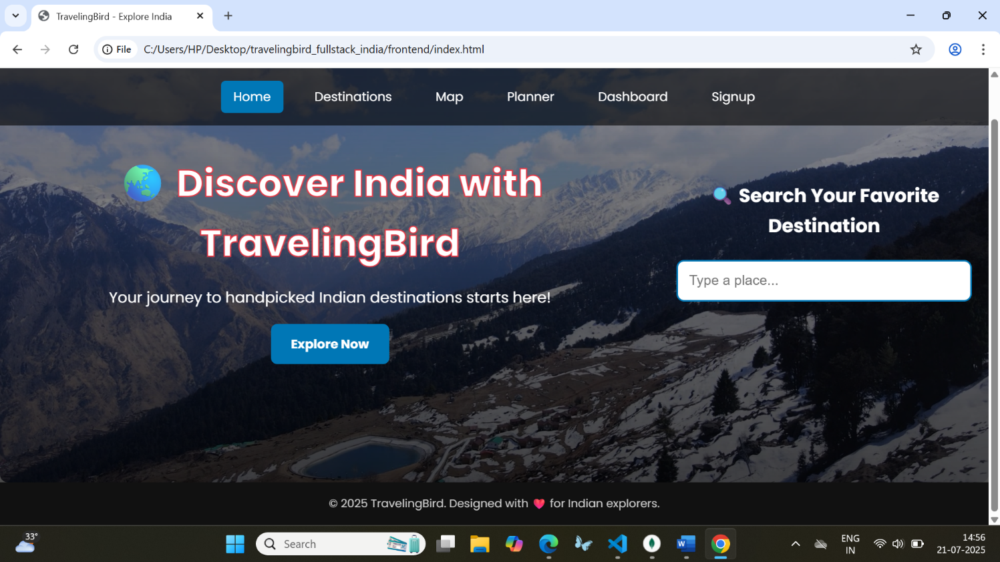 TravelingBird - Explore India
File C:/Users/HP/Desktop/travelingbird_fullstack_india/frontend/index.html
Home Destinations Map Planner Dashboard Signup
Discover India with
TravelingBird
Your journey to handpicked Indian destinations starts here!
Explore Now
Search Your Favorite
Destination
Type a place...
© 2025 TravelingBird. Designed with ❤️ for Indian explorers.
33°
Search
W
ENG
IN
14:56
21-07-2025